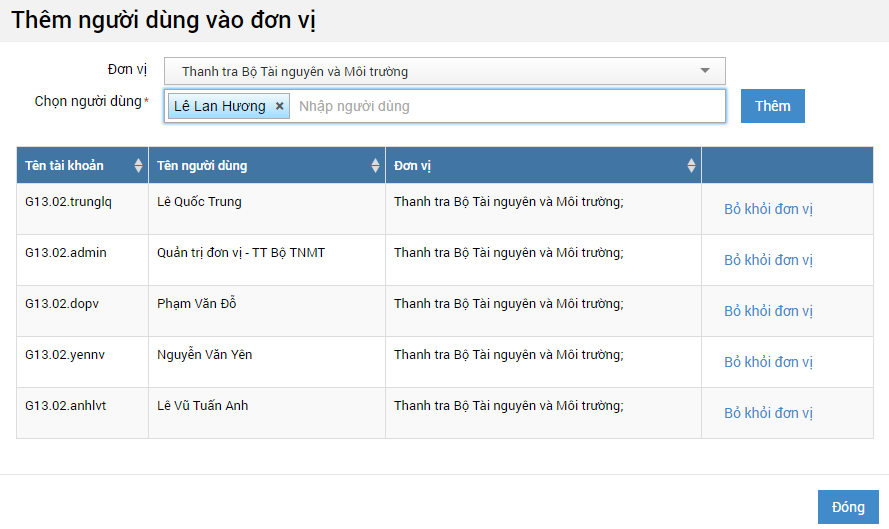 Thêm người dùng vào đơn vị
Đơn vị Thanh tra Bộ Tài nguyên và Môi trường
Chọn người dùng* Lê Lan Hương × Nhập người dùng Thêm
Tên tài khoản Tên người dùng Đơn vị
G13.02.trunglq Lê Quốc Trung Thanh tra Bộ Tài nguyên và Môi trường; Bỏ khỏi đơn vị
G13.02.admin Quản trị đơn vị - TT Bộ TNMT Thanh tra Bộ Tài nguyên và Môi trường; Bỏ khỏi đơn vị
G13.02.dopv Phạm Văn Đỗ Thanh tra Bộ Tài nguyên và Môi trường; Bỏ khỏi đơn vị
G13.02.yennv Nguyễn Văn Yên Thanh tra Bộ Tài nguyên và Môi trường; Bỏ khỏi đơn vị
G13.02.anhlvt Lê Vũ Tuấn Anh Thanh tra Bộ Tài nguyên và Môi trường; Bỏ khỏi đơn vị
Đóng